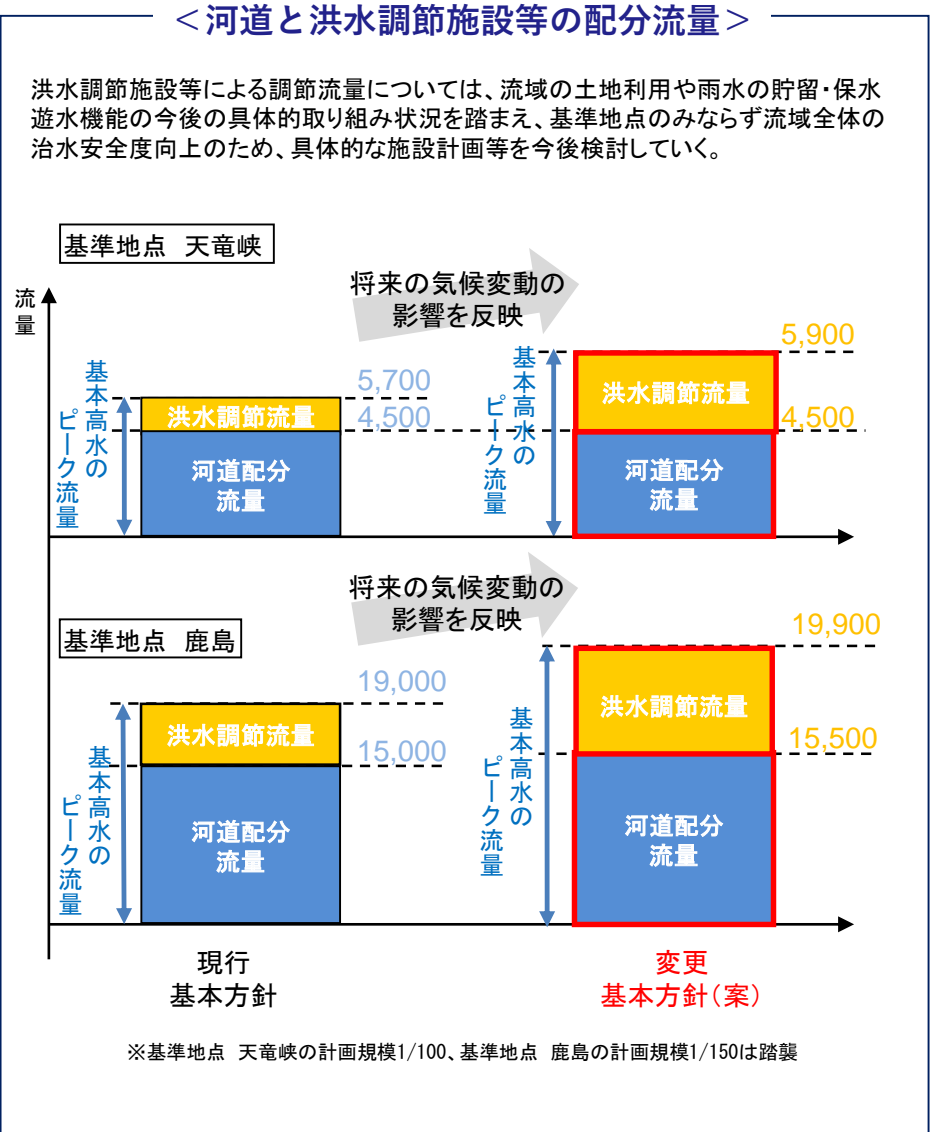 ＜河道と洪水調節施設等の配分流量＞
洪水調節施設等による調節流量については、流域の土地利用や雨水の貯留・保水
遊水機能の今後の具体的取り組み状況を踏まえ、基準地点のみならず流域全体の
治水安全度向上のため、具体的な施設計画等を今後検討していく。
基準地点　天竜峡
将来の気候変動の
影響を反映
流量
基本高水の
ピーク流量
洪水調節流量
河道配分
流量
5,700
4,500
基本高水の
ピーク流量
洪水調節流量
河道配分
流量
5,900
4,500
将来の気候変動の
影響を反映
基準地点　鹿島
基本高水の
ピーク流量
洪水調節流量
河道配分
流量
19,000
15,000
基本高水の
ピーク流量
洪水調節流量
河道配分
流量
19,900
15,500
現行
基本方針
変更
基本方針（案）
※基準地点　天竜峡の計画規模1/100、基準地点　鹿島の計画規模1/150は踏襲